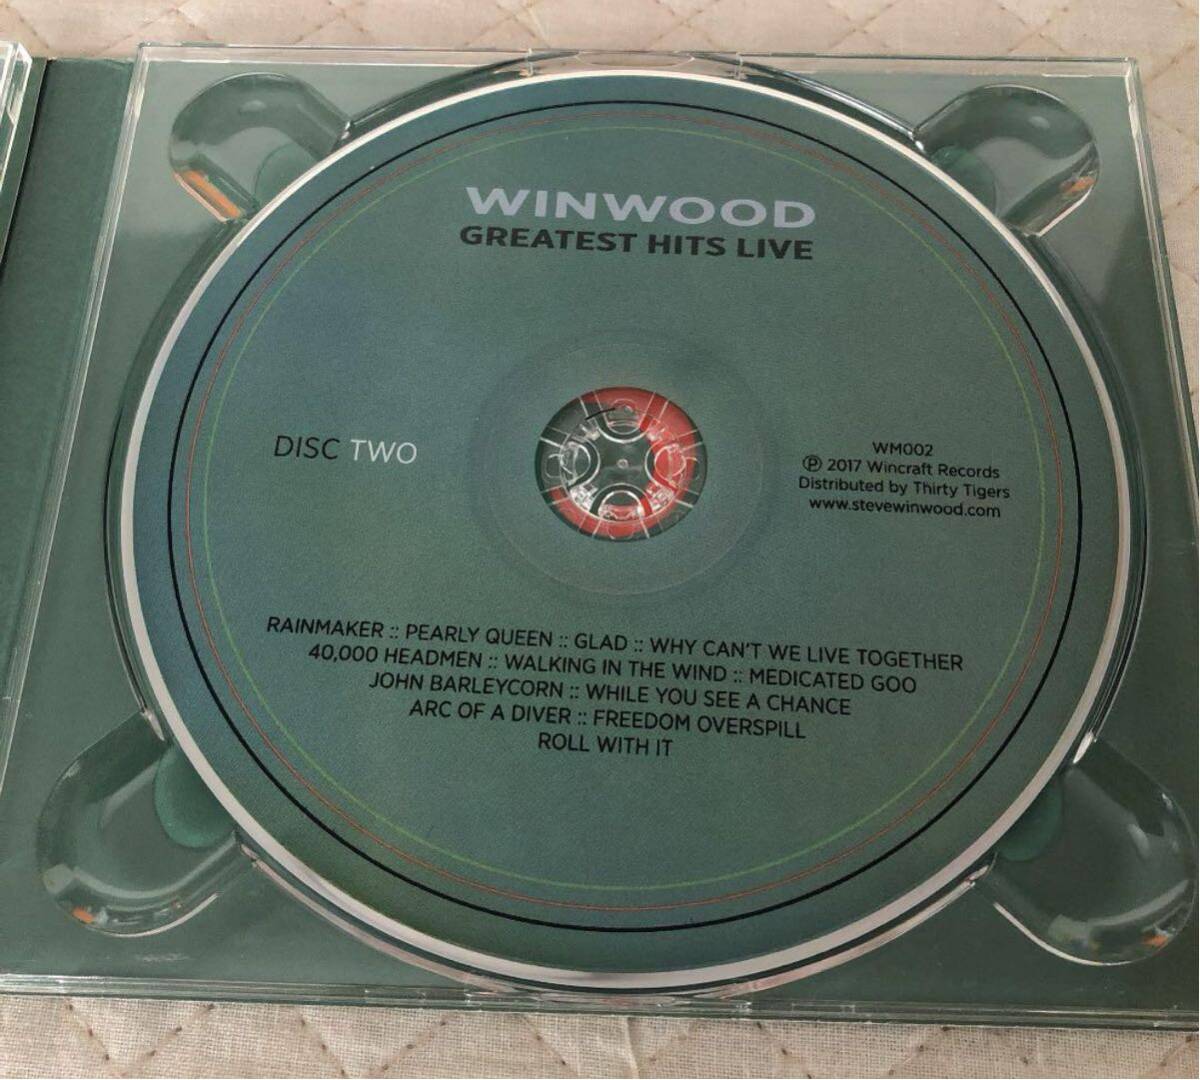 WINWOOD
GREATEST HITS LIVE
DISC TWO
WM002
℗ 2017 Wincraft Records
Distributed by Thirty Tigers
www.stevewinwood.com
RAINMAKER :: PEARLY QUEEN :: GLAD :: WHY CAN'T WE LIVE TOGETHER
40,000 HEADMEN :: WALKING IN THE WIND :: MEDICATED GOO
JOHN BARLEYCORN :: WHILE YOU SEE A CHANCE
ARC OF A DIVER :: FREEDOM OVERSPILL
ROLL WITH IT